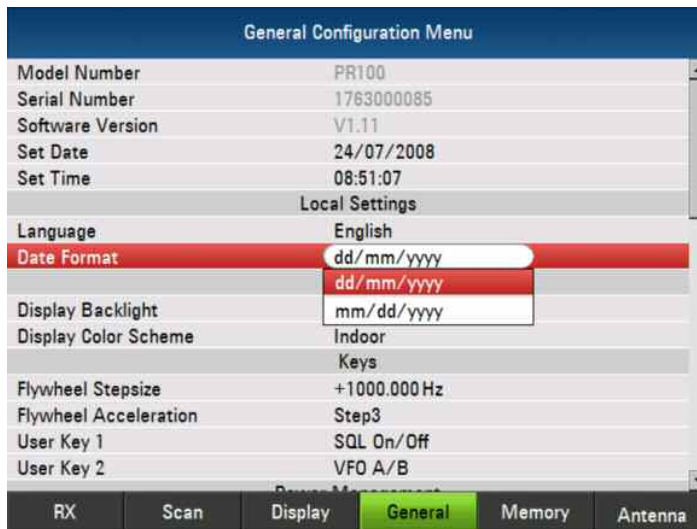 General Configuration Menu
Model Number PR100
Serial Number 1763000085
Software Version V1.11
Set Date 24/07/2008
Set Time 08:51:07
Local Settings
Language English
Date Format dd/mm/yyyy
dd/mm/yyyy
Display Backlight mm/dd/yyyy
Display Color Scheme Indoor
Keys
Flywheel Stepsize +1000.000 Hz
Flywheel Acceleration Step3
User Key 1 SQL On/Off
User Key 2 VFO A/B
Power Management
RX Scan Display General Memory Antenna